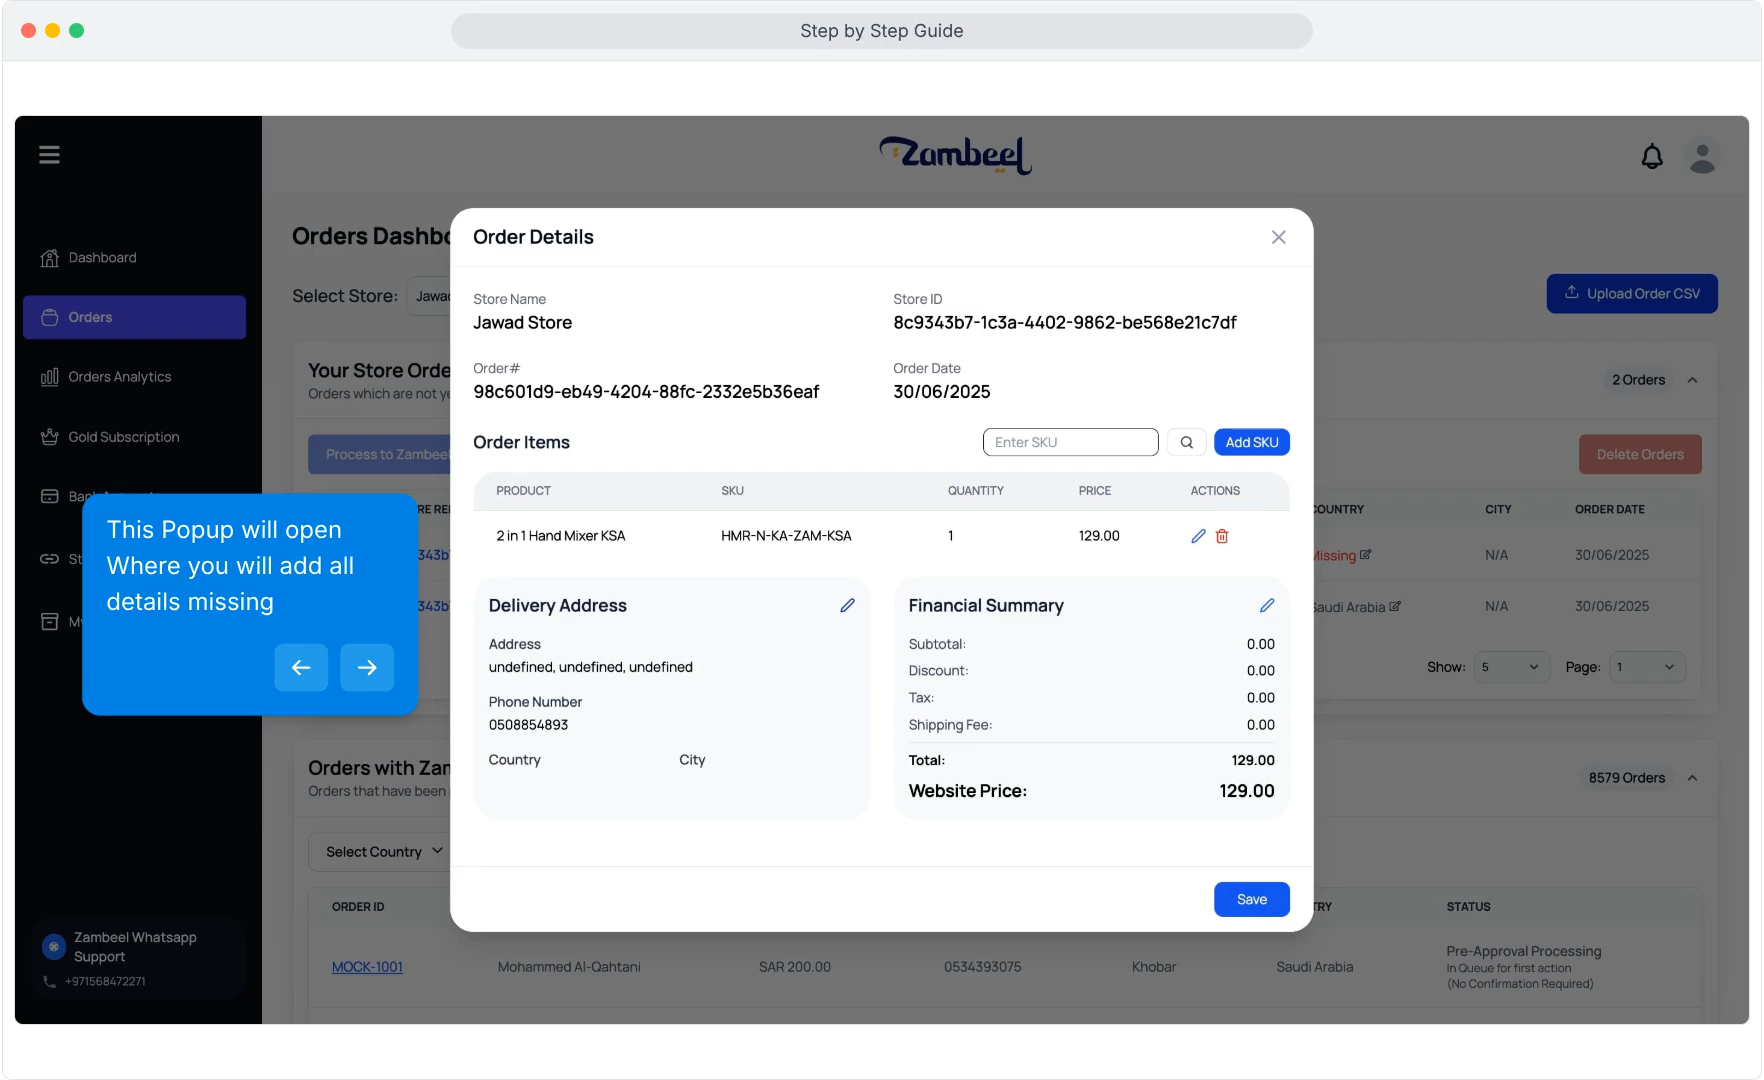 Step by Step Guide
Zambeel
Dashboard
Orders
Orders Analytics
Gold Subscription
Zambeel Whatsapp
Support
+971568472271
This Popup will open
Where you will add all
details missing
Orders Dashbo
Select Store:
Upload Order CSV
Your Store Orde
Orders which are not ye
2 Orders
Process to Zambeel
Delete Orders
COUNTRY
CITY
ORDER DATE
343b
Missing
N/A
30/06/2025
343b
Saudi Arabia
N/A
30/06/2025
Show:
5
Page:
1
Order Details
Store Name
Store ID
Jawad Store
8c9343b7-1c3a-4402-9862-be568e21c7df
Order#
Order Date
98c601d9-eb49-4204-88fc-2332e5b36eaf
30/06/2025
Order Items
Enter SKU
Add SKU
PRODUCT
SKU
QUANTITY
PRICE
ACTIONS
2 in 1 Hand Mixer KSA
HMR-N-KA-ZAM-KSA
1
129.00
Delivery Address
Address
undefined, undefined, undefined
Phone Number
0508854893
Country
City
Financial Summary
Subtotal:
0.00
Discount:
0.00
Tax:
0.00
Shipping Fee:
0.00
Total:
129.00
Website Price:
129.00
Save
Orders with Zam
Orders that have been
8579 Orders
Select Country
ORDER ID
STATUS
MOCK-1001
Mohammed Al-Qahtani
SAR 200.00
0534393075
Khobar
Saudi Arabia
Pre-Approval Processing
In Queue for first action
(No Confirmation Required)